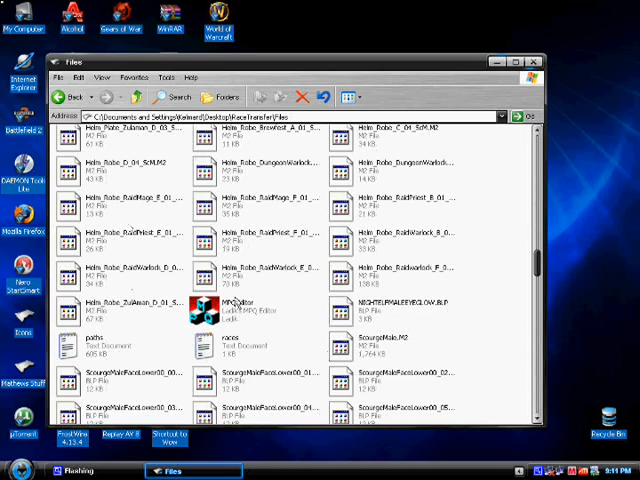 My Computer
Alcohol
Gears of War
WinRAR
World of
Warcraft
Internet
Explorer
Battlefield 2
DAEMON Tools
Lite
Mozilla Firefox
Nero
StartSmart
Icons
Mathews Stuff
µTorrent
FrostWire
4.13.4
Replay AV 8
Shortcut to
Wow
Recycle Bin
Files
File Edit View Favorites Tools Help
Back Search Folders
Address C:\Documents and Settings\Kelmard\Desktop\RaceTransfer\Files Go
Helm_Plate_Zulaman_D_03_S... Helm_Robe_Brewfest_A_01_S... Helm_Robe_C_04_ScM.M2
M2 File M2 File M2 File
61 KB 11 KB 34 KB
Helm_Robe_D_04_ScM.M2 Helm_Robe_DungeonWarlock... Helm_Robe_DungeonWarlock...
M2 File M2 File M2 File
43 KB 23 KB 14 KB
Helm_Robe_RaidMage_E_01_... Helm_Robe_RaidMage_F_01_... Helm_Robe_RaidPriest_B_01_...
M2 File M2 File M2 File
13 KB 35 KB 21 KB
Helm_Robe_RaidPriest_E_01_... Helm_Robe_RaidPriest_F_01_... Helm_Robe_RaidWarlock_B_0...
M2 File M2 File M2 File
26 KB 19 KB 33 KB
Helm_Robe_RaidWarlock_D_0... Helm_Robe_RaidWarlock_E_0... Helm_Robe_Raidwarlock_F_0...
M2 File M2 File M2 File
34 KB 70 KB 138 KB
Helm_Robe_ZulAman_D_01_S... MPQEditor NIGHTELFMALEEYEGLOW.BLP
M2 File Ladik's MPQ Editor BLP File
67 KB Ladik 3 KB
paths races ScourgeMale.M2
Text Document Text Document M2 File
605 KB 1 KB 1,764 KB
ScourgeMaleFaceLower00_00... ScourgeMaleFaceLower00_01... ScourgeMaleFaceLower00_02...
BLP File BLP File BLP File
12 KB 12 KB 12 KB
ScourgeMaleFaceLower00_03... ScourgeMaleFaceLower00_04... ScourgeMaleFaceLower00_05...
BLP File BLP File BLP File
12 KB 12 KB 12 KB
Flashing Files 9:11 PM